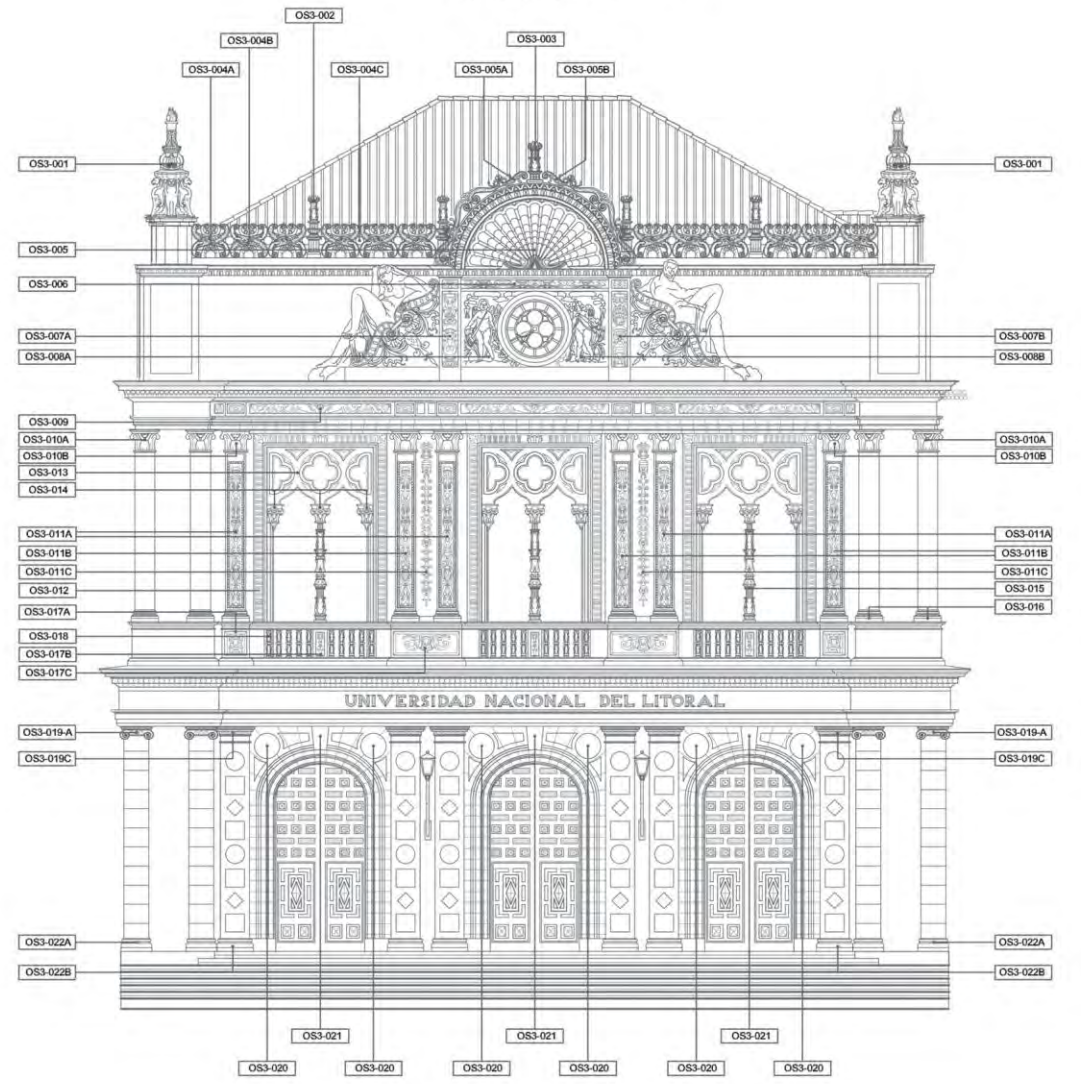 OS3-002
OS3-004B
OS3-003
OS3-004A
OS3-004C
OS3-005A
OS3-005B
OS3-001
OS3-001
OS3-005
OS3-006
OS3-007A
OS3-007B
OS3-008A
OS3-008B
OS3-009
OS3-010A
OS3-010A
OS3-010B
OS3-010B
OS3-013
OS3-014
OS3-011A
OS3-011A
OS3-011B
OS3-011B
OS3-011C
OS3-011C
OS3-012
OS3-015
OS3-017A
OS3-016
OS3-018
OS3-017B
OS3-017C
UNIVERSIDAD NACIONAL DEL LITORAL
OS3-019-A
OS3-019-A
OS3-019C
OS3-019C
OS3-022A
OS3-022A
OS3-022B
OS3-022B
OS3-021
OS3-021
OS3-021
OS3-020
OS3-020
OS3-020
OS3-020
OS3-020
OS3-020